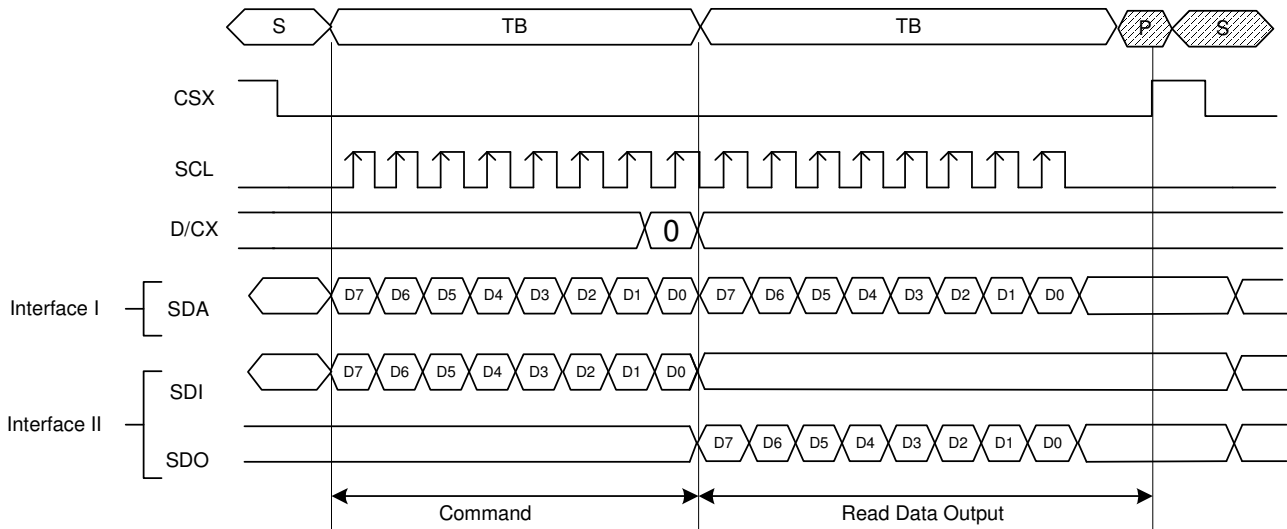 S TB TB P S
CSX
SCL
D/CX 0
Interface I SDA D7 D6 D5 D4 D3 D2 D1 D0 D7 D6 D5 D4 D3 D2 D1 D0
SDI D7 D6 D5 D4 D3 D2 D1 D0
Interface II
SDO D7 D6 D5 D4 D3 D2 D1 D0
Command Read Data Output